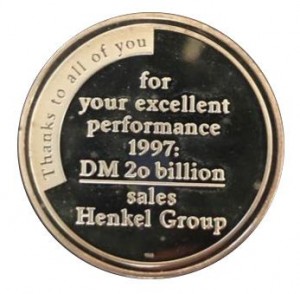 Thanks to all of you
for
your excellent
performance
1997:
DM 20 billion
sales
Henkel Group